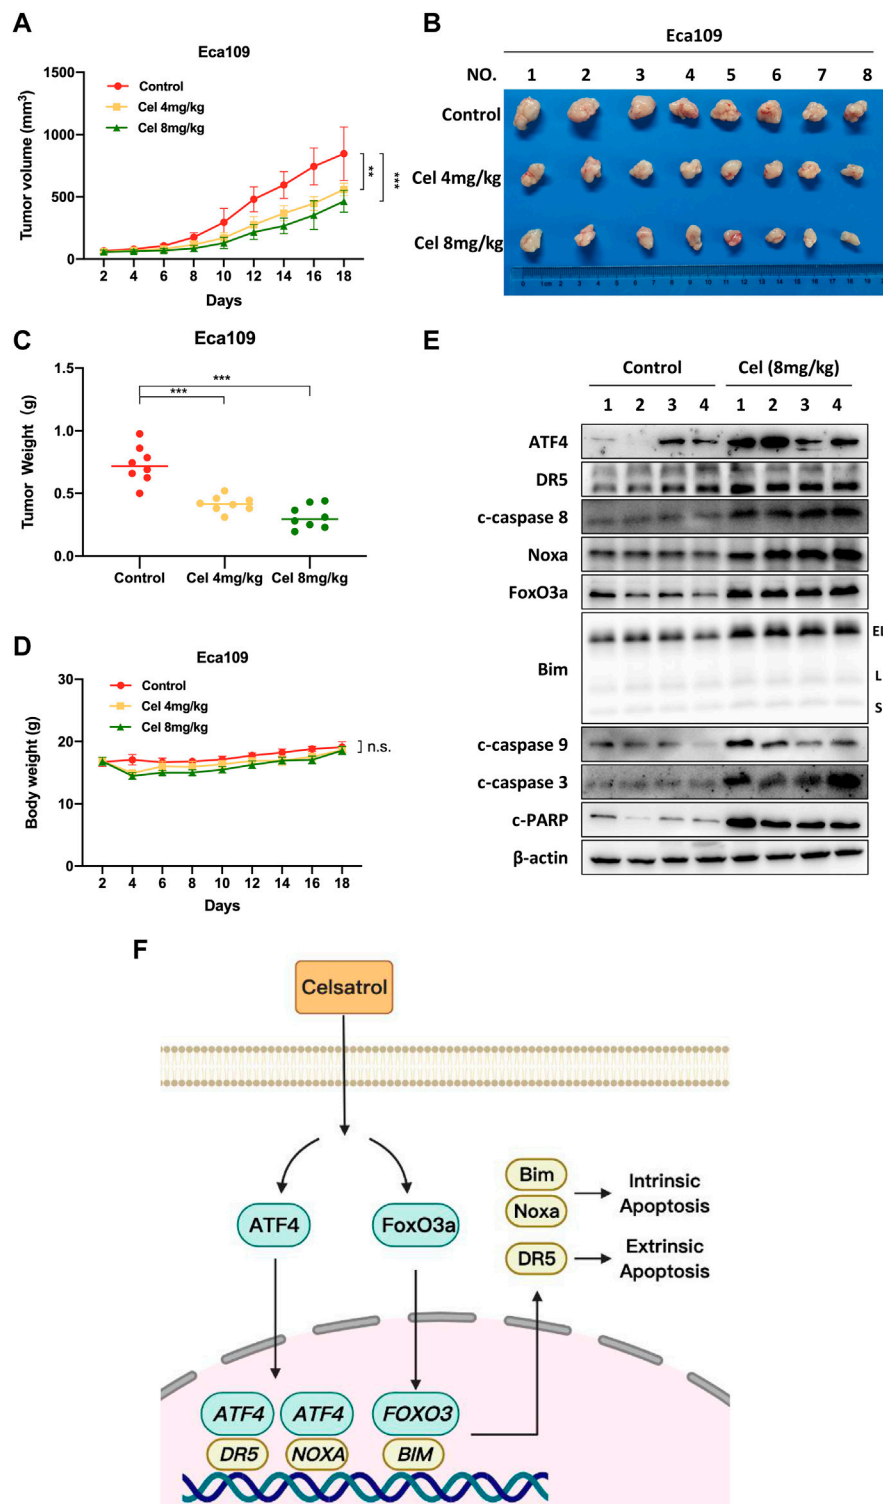 A
Eca109
Tumor volume (mm³)
1500
1000
500
0
Control
Cel 4mg/kg
Cel 8mg/kg
**
***
2 4 6 8 10 12 14 16 18
Days
B
Eca109
NO. 1 2 3 4 5 6 7 8
Control
Cel 4mg/kg
Cel 8mg/kg
C
Eca109
Tumor Weight (g)
1.5
1.0
0.5
0.0
***
***
Control Cel 4mg/kg Cel 8mg/kg
D
Eca109
Body weight (g)
30
20
10
0
Control
Cel 4mg/kg
Cel 8mg/kg
n.s.
2 4 6 8 10 12 14 16 18
Days
E
Control Cel (8mg/kg)
1 2 3 4 1 2 3 4
ATF4
DR5
c-caspase 8
Noxa
FoxO3a
Bim
L
S
c-caspase 9
c-caspase 3
c-PARP
β-actin
F
Celsatrol
ATF4
FoxO3a
Bim
Noxa
Intrinsic
Apoptosis
DR5
Extrinsic
Apoptosis
ATF4 ATF4 FOXO3
DR5 NOXA BIM